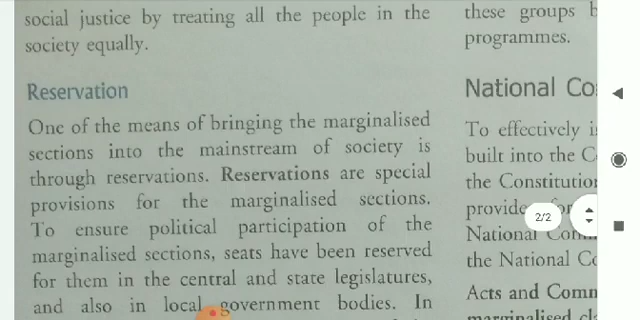 social justice by treating all the people in the
society equally.
Reservation
One of the means of bringing the marginalised
sections into the mainstream of society is
through reservations. Reservations are special
provisions for the marginalised sections.
To ensure political participation of the
marginalised sections, seats have been reserved
for them in the central and state legislatures,
and also in local government bodies. In
these groups
programmes.
National
To effectively
built into the
the
provide for
National
the National
Acts and
2/2